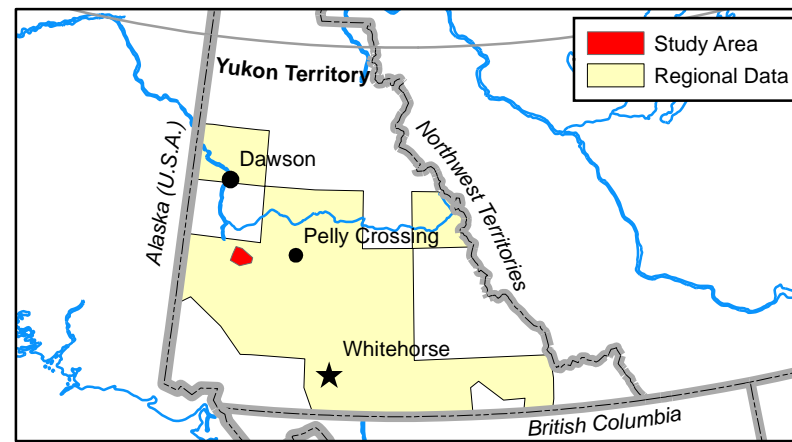 Study Area
Regional Data
Yukon Territory
Alaska (U.S.A.)
Northwest Territories
Dawson
Pelly Crossing
Whitehorse
British Columbia